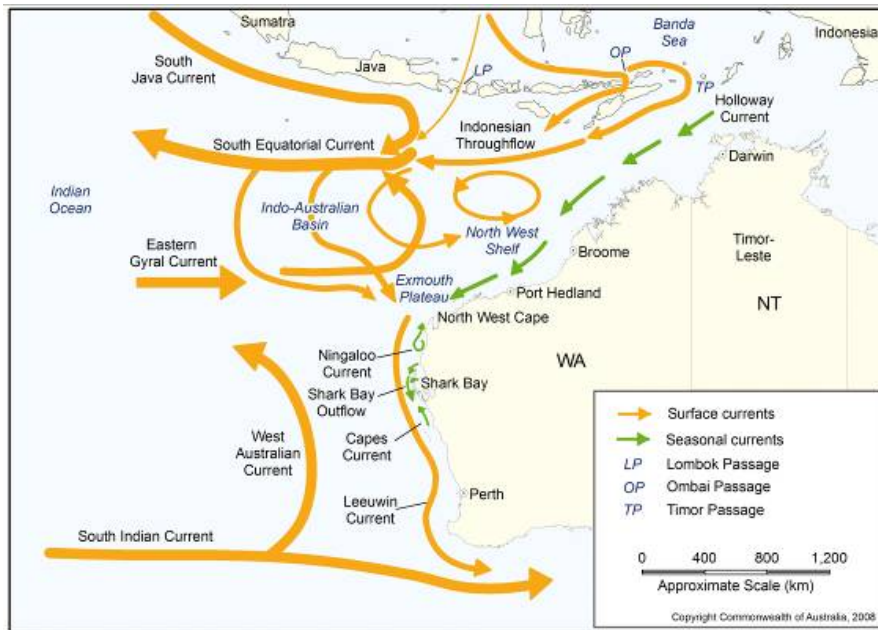 Sumatra
Banda
Sea
Indonesia
OP
South
Java Current
Java
LP
TP
Holloway
Current
South Equatorial Current
Indonesian
Throughflow
Darwin
Indian
Ocean
Indo-Australian
Basin
North West
Shelf
Eastern
Gyral Current
Broome
Timor-
Leste
Exmouth
Plateau
Port Hedland
NT
North West Cape
Ningaloo
Current
WA
Shark Bay
Shark Bay
Outflow
Surface currents
West
Australian
Current
Capes
Current
Seasonal currents
LP Lombok Passage
Perth
OP Ombai Passage
Leeuwin
Current
TP Timor Passage
South Indian Current
0 400 800 1,200
Approximate Scale (km)
Copyright Commonwealth of Australia, 2008